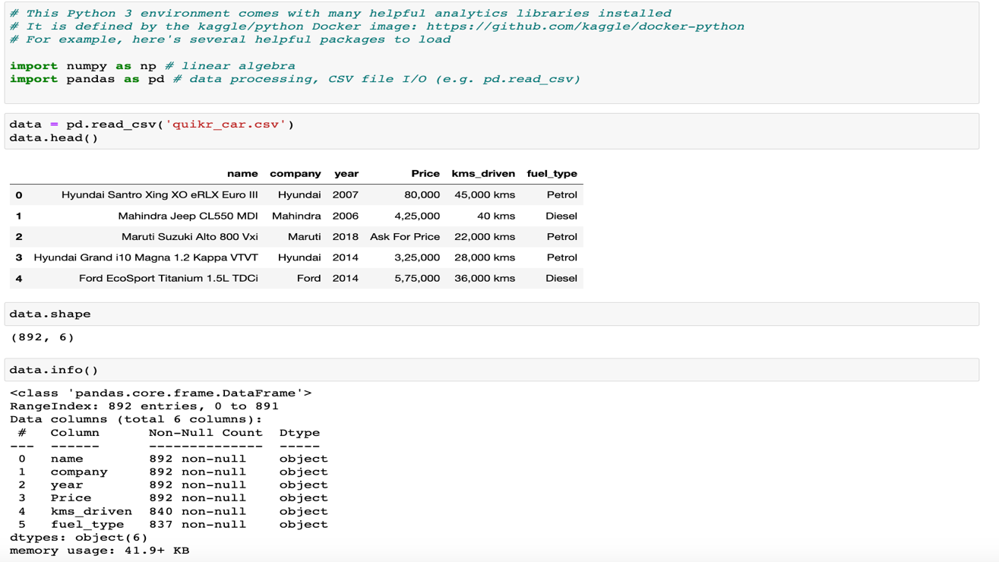 # This Python 3 environment comes with many helpful analytics libraries installed
# It is defined by the kaggle/python Docker image: https://github.com/kaggle/docker-python
# For example, here's several helpful packages to load
import numpy as np # linear algebra
import pandas as pd # data processing, CSV file I/O (e.g. pd.read_csv)
data = pd.read_csv('quikr_car.csv')
data.head()
name company year Price kms_driven fuel_type
0 Hyundai Santro Xing XO eRLX Euro III Hyundai 2007 80,000 45,000 kms Petrol
1 Mahindra Jeep CL550 MDI Mahindra 2006 4,25,000 40 kms Diesel
2 Maruti Suzuki Alto 800 Vxi Maruti 2018 Ask For Price 22,000 kms Petrol
3 Hyundai Grand i10 Magna 1.2 Kappa VTVT Hyundai 2014 3,25,000 28,000 kms Petrol
4 Ford EcoSport Titanium 1.5L TDCi Ford 2014 5,75,000 36,000 kms Diesel
data.shape
(892, 6)
data.info()
<class 'pandas.core.frame.DataFrame'>
RangeIndex: 892 entries, 0 to 891
Data columns (total 6 columns):
# Column Non-Null Count Dtype
--- ------ -------------- -----
0 name 892 non-null object
1 company 892 non-null object
2 year 892 non-null object
3 Price 892 non-null object
4 kms_driven 840 non-null object
5 fuel_type 837 non-null object
dtypes: object(6)
memory usage: 41.9+ KB